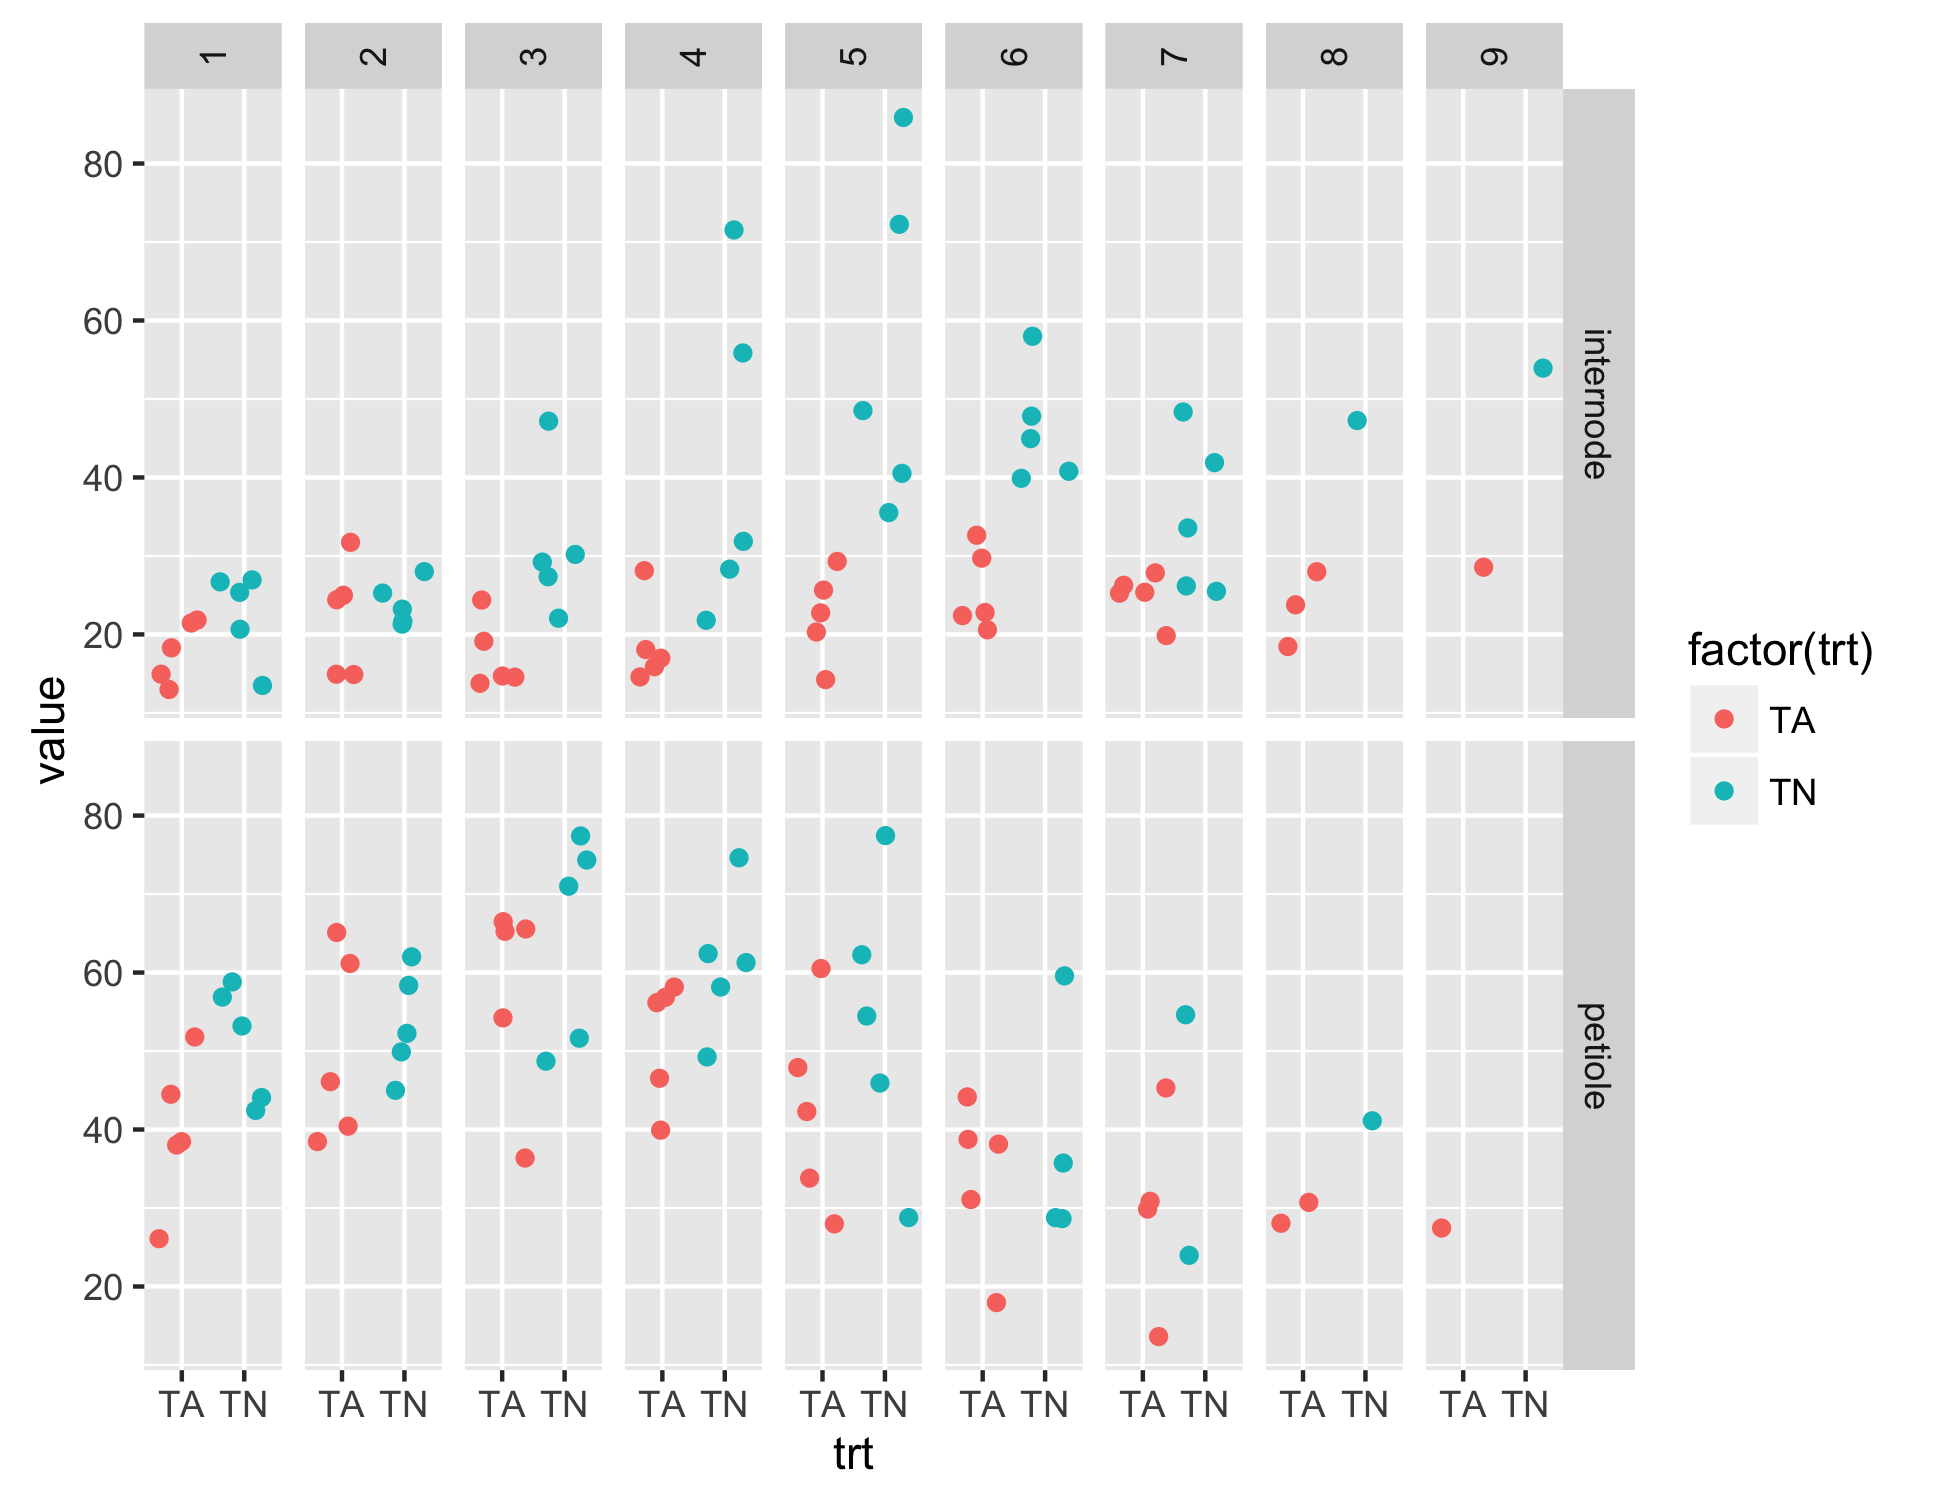 1 2 3 4 5 6 7 8 9
80
60
40
20
internode
80
60
40
20
petiole
value
TA TN TA TN TA TN TA TN TA TN TA TN TA TN TA TN TA TN
trt
factor(trt)
TA
TN